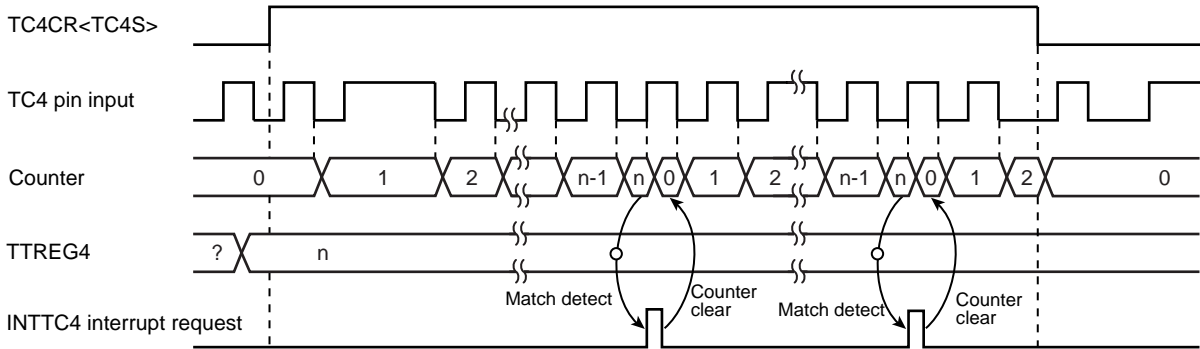 TC4CR<TC4S>
TC4 pin input
Counter 0 1 2 n-1 n 0 1 2 n-1 n 0 1 2 0
TTREG4 ? n
Match detect Counter clear Match detect Counter clear
INTTC4 interrupt request